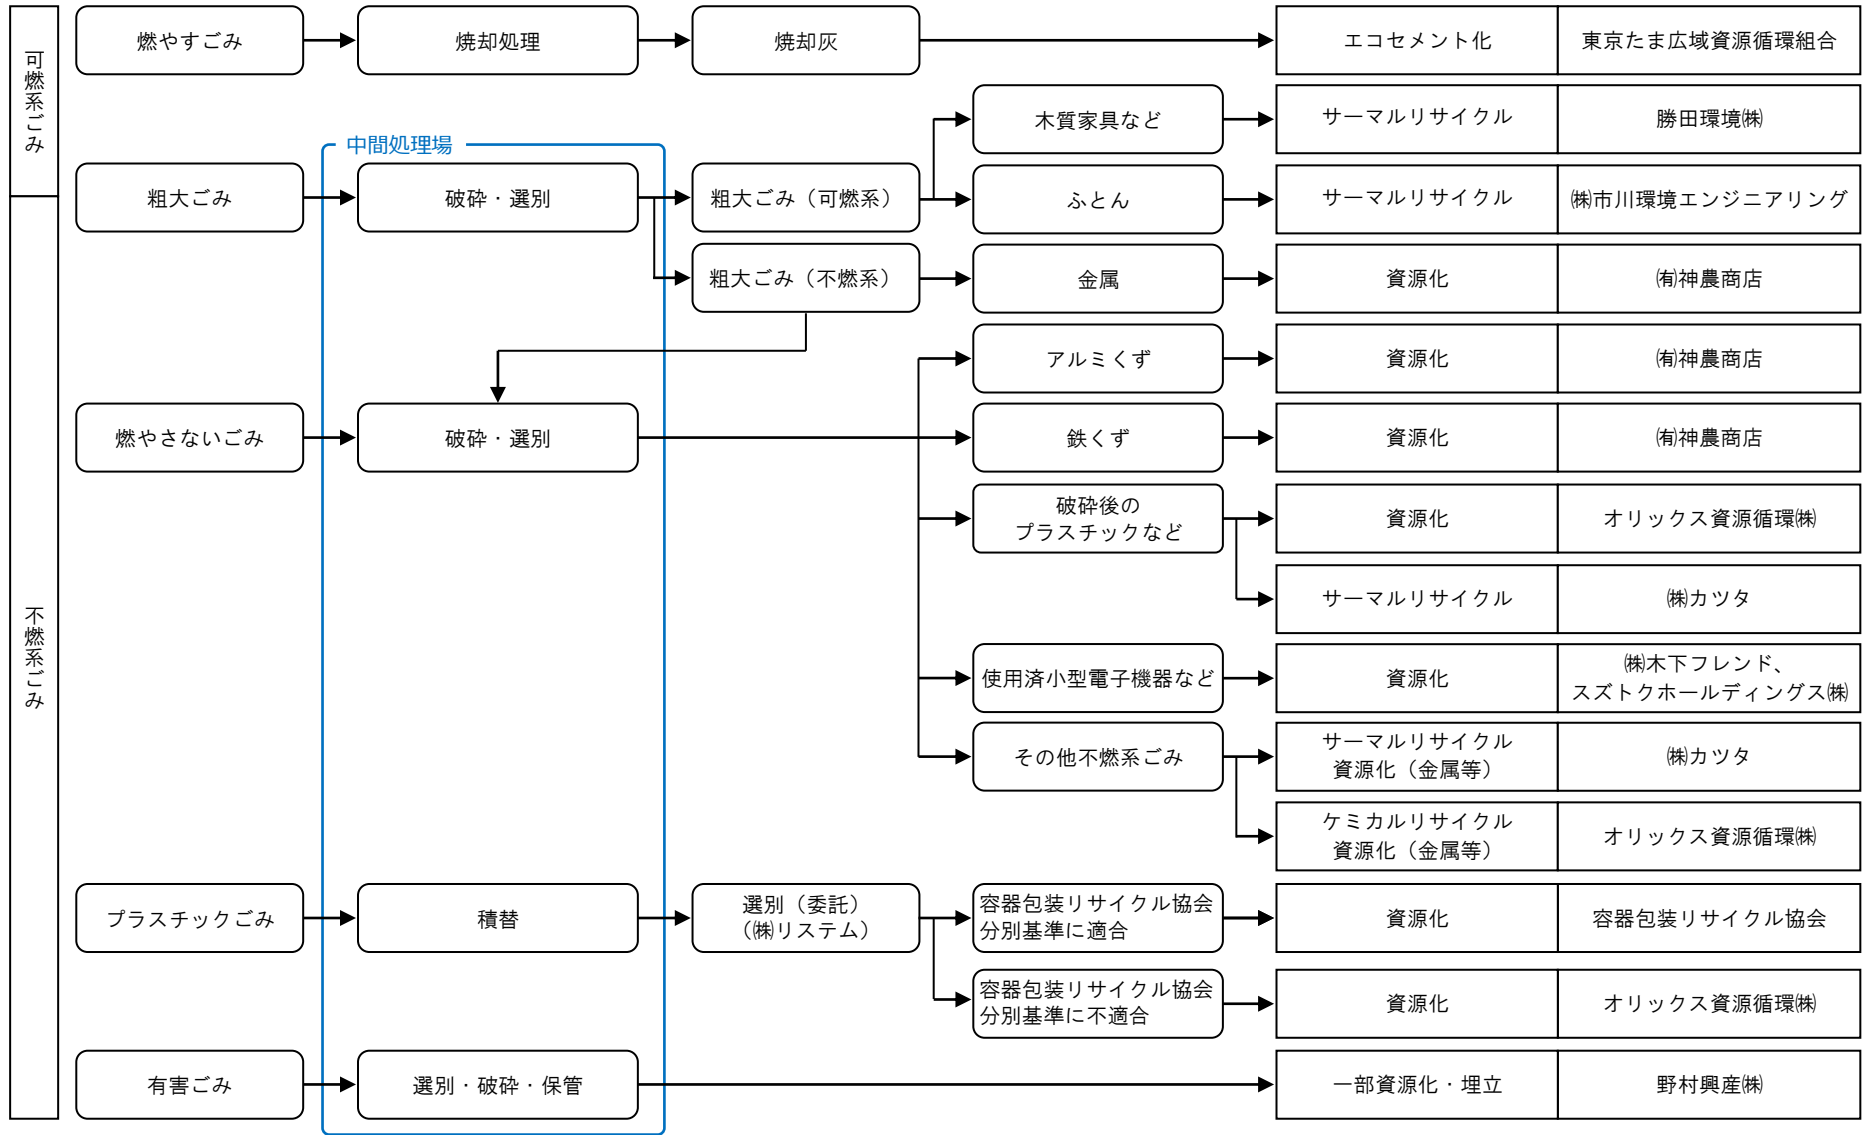 可燃系ごみ
燃やすごみ
焼却処理
焼却灰
エコセメント化
東京たま広域資源循環組合
木質家具など
サーマルリサイクル
勝田環境㈱
中間処理場
粗大ごみ
破砕・選別
粗大ごみ（可燃系）
ふとん
サーマルリサイクル
㈱市川環境エンジニアリング
粗大ごみ（不燃系）
金属
資源化
㈲神農商店
不燃系ごみ
アルミくず
資源化
㈲神農商店
燃やさないごみ
破砕・選別
鉄くず
資源化
㈲神農商店
破砕後の
プラスチックなど
資源化
オリックス資源循環㈱
サーマルリサイクル
㈱カツタ
使用済小型電子機器など
資源化
㈱木下フレンド、
スズトクホールディングス㈱
その他不燃系ごみ
サーマルリサイクル
資源化（金属等）
㈱カツタ
ケミカルリサイクル
資源化（金属等）
オリックス資源循環㈱
プラスチックごみ
積替
選別（委託）
（㈱リステム）
容器包装リサイクル協会
分別基準に適合
資源化
容器包装リサイクル協会
容器包装リサイクル協会
分別基準に不適合
資源化
オリックス資源循環㈱
有害ごみ
選別・破砕・保管
一部資源化・埋立
野村興産㈱